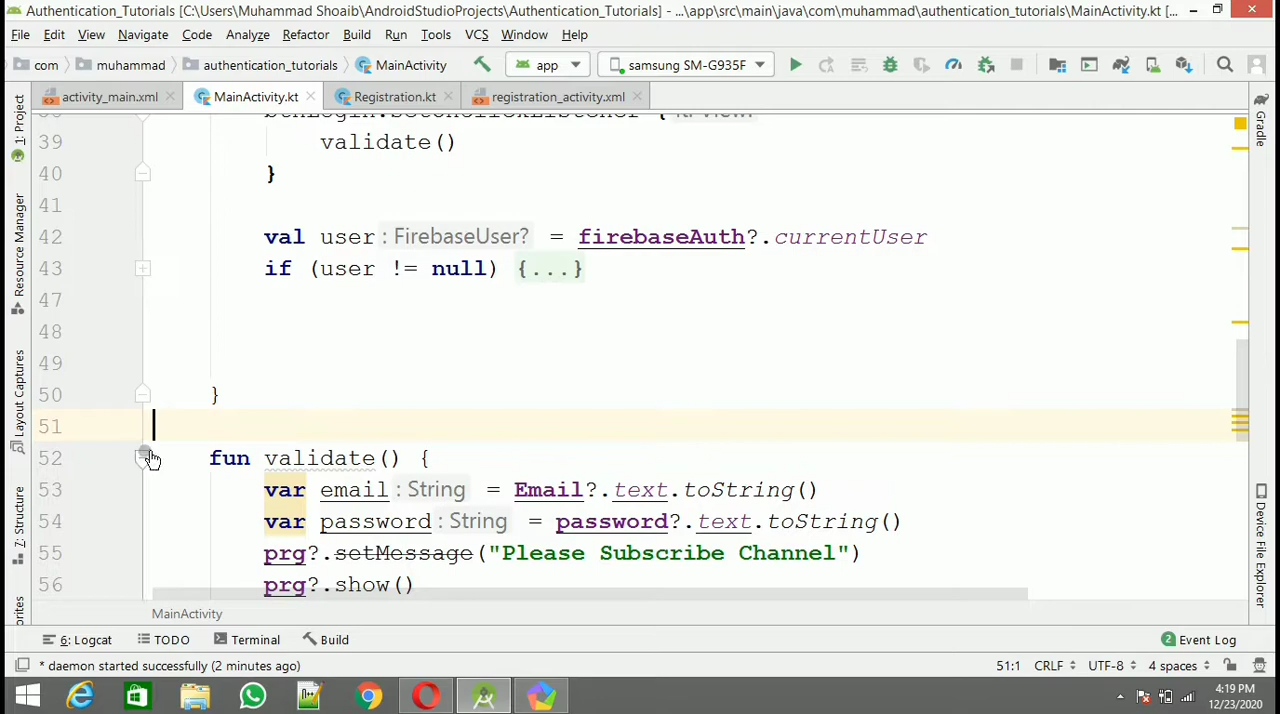 Authentication_Tutorials [C:\Users\Muhammad Shoaib\AndroidStudioProjects\Authentication_Tutorials] - ...\app\src\main\java\com\muhammad\authentication_tutorials\MainActivity.kt [...
File Edit View Navigate Code Analyze Refactor Build Run Tools VCS Window Help
com muhammad authentication_tutorials MainActivity app samsung SM-G935F
activity_main.xml MainActivity.kt Registration.kt registration_activity.xml
39 validate()
40 }
41
42 val user : FirebaseUser? = firebaseAuth?.currentUser
43 if (user != null) {...}
47
48
49
50 }
51
52 fun validate() {
53 var email : String = Email?.text.toString()
54 var password : String = password?.text.toString()
55 prg?.setMessage("Please Subscribe Channel")
56 prg?.show()
MainActivity
1: Project
Resource Manager
Layout Captures
7: Structure
Gradle
Device File Explorer
6: Logcat TODO Terminal Build 2 Event Log
* daemon started successfully (2 minutes ago) 51:1 CRLF UTF-8 4 spaces
4:19 PM
12/23/2020